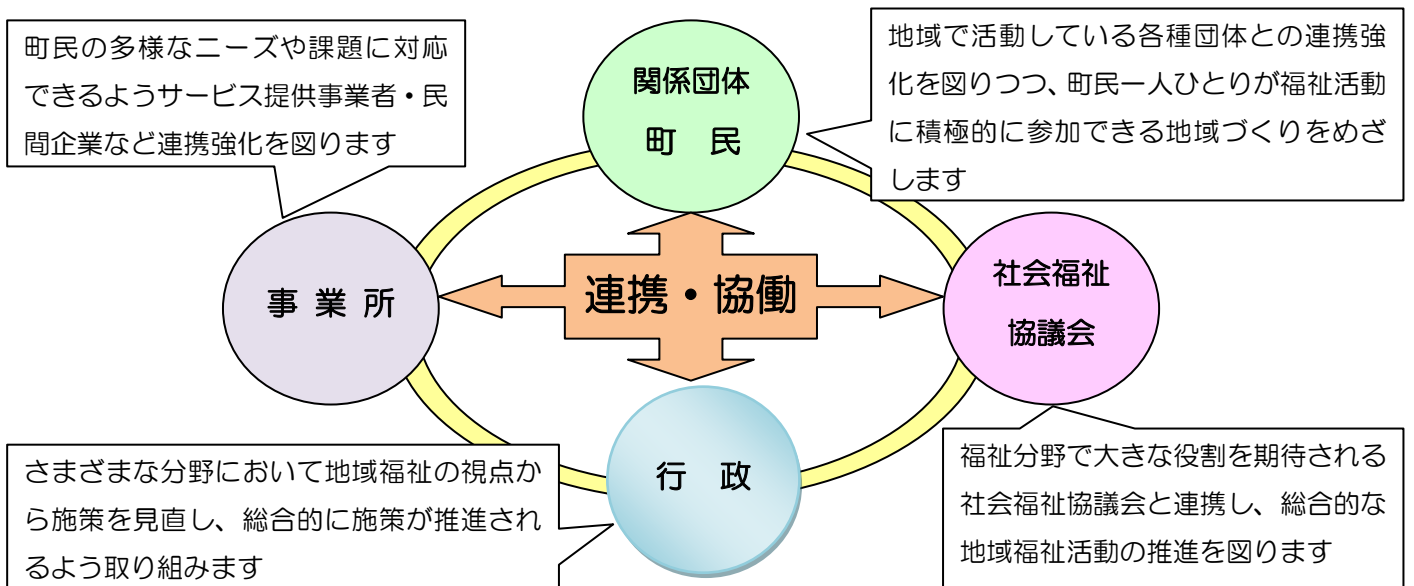 町民の多様なニーズや課題に対応
できるようサービス提供事業者・民
間企業など連携強化を図ります
関係団体
町 民
地域で活動している各種団体との連携強
化を図りつつ、町民一人ひとりが福祉活動
に積極的に参加できる地域づくりをめざ
します
事 業 所
連携・協働
社会福祉
協議会
さまざまな分野において地域福祉の視点か
ら施策を見直し、総合的に施策が推進され
るよう取り組みます
行 政
福祉分野で大きな役割を期待される
社会福祉協議会と連携し、総合的な
地域福祉活動の推進を図ります